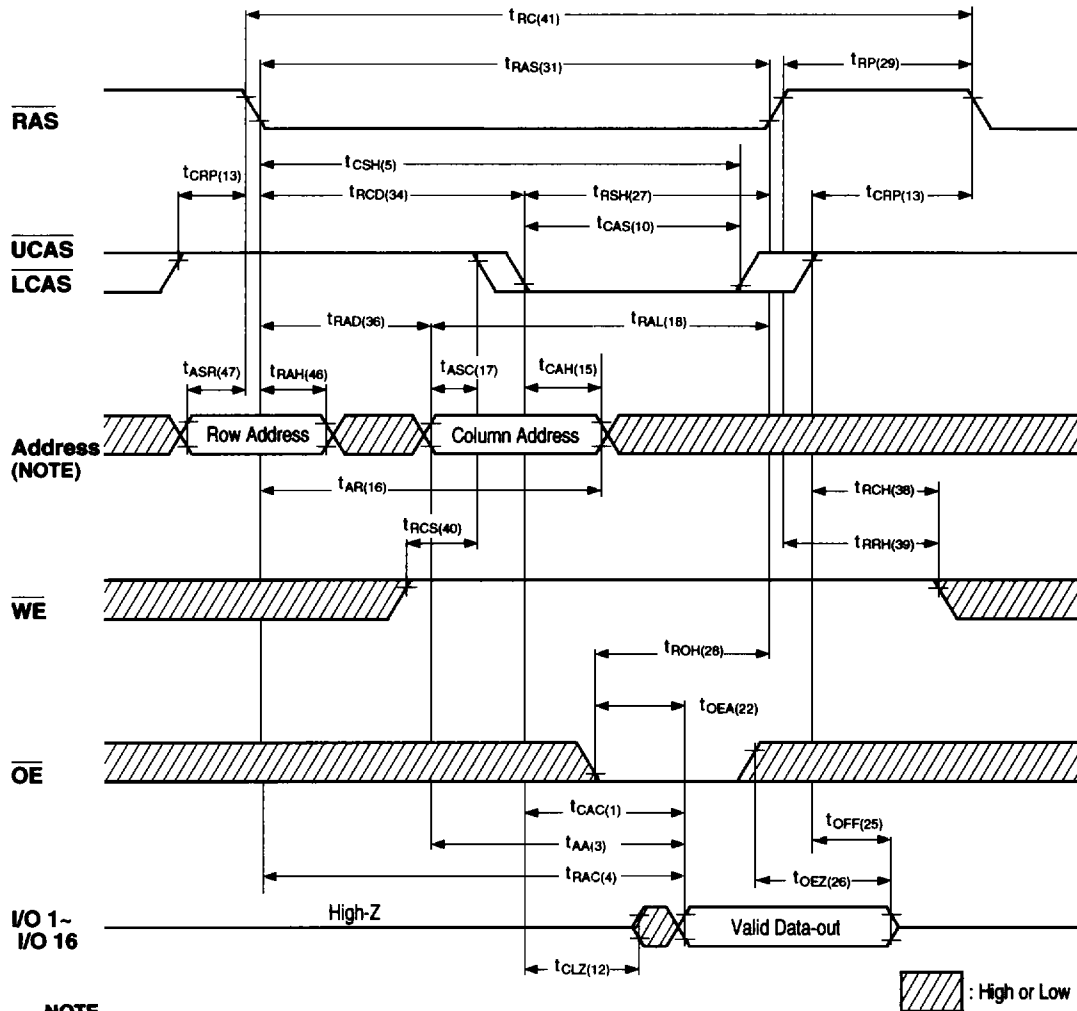 tRC(41)
tRAS(31)
tRP(29)
RAS
tCSH(5)
tCRP(13)
tRCD(34)
tRSH(27)
tCRP(13)
tCAS(10)
UCAS
LCAS
tRAD(36)
tRAL(18)
tASR(47)
tRAH(46)
tASC(17)
tCAH(15)
Address
(NOTE)
Row Address
Column Address
tAR(16)
tRCH(38)
tRCS(40)
tRRH(39)
WE
tROH(28)
tOEA(22)
OE
tCAC(1)
tOFF(25)
tAA(3)
tRAC(4)
tOEZ(26)
I/O 1~
I/O 16
High-Z
Valid Data-out
tCLZ(12)
: High or Low
NOTE